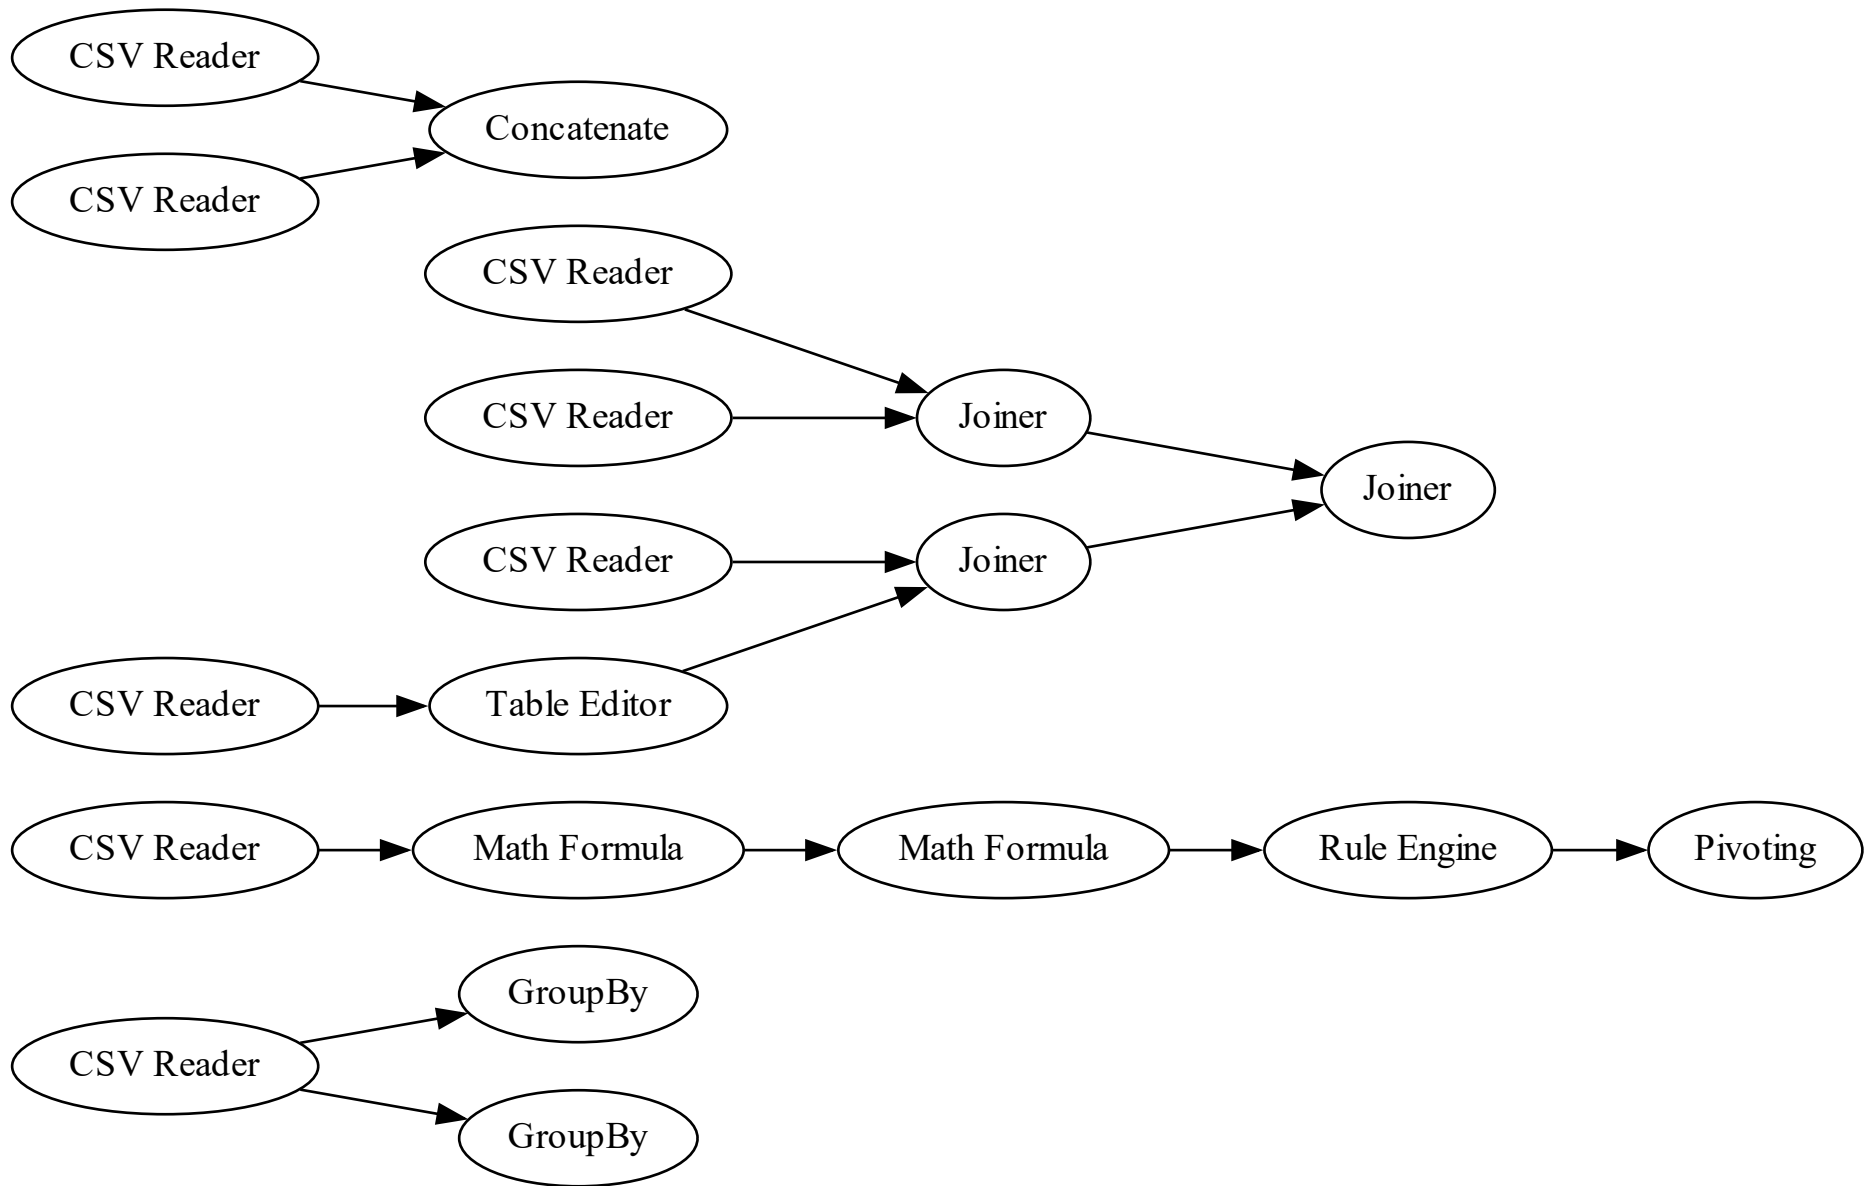 CSV Reader
Concatenate
CSV Reader
CSV Reader
CSV Reader
Joiner
Joiner
CSV Reader
Joiner
CSV Reader
Table Editor
CSV Reader
Math Formula
Math Formula
Rule Engine
Pivoting
GroupBy
CSV Reader
GroupBy